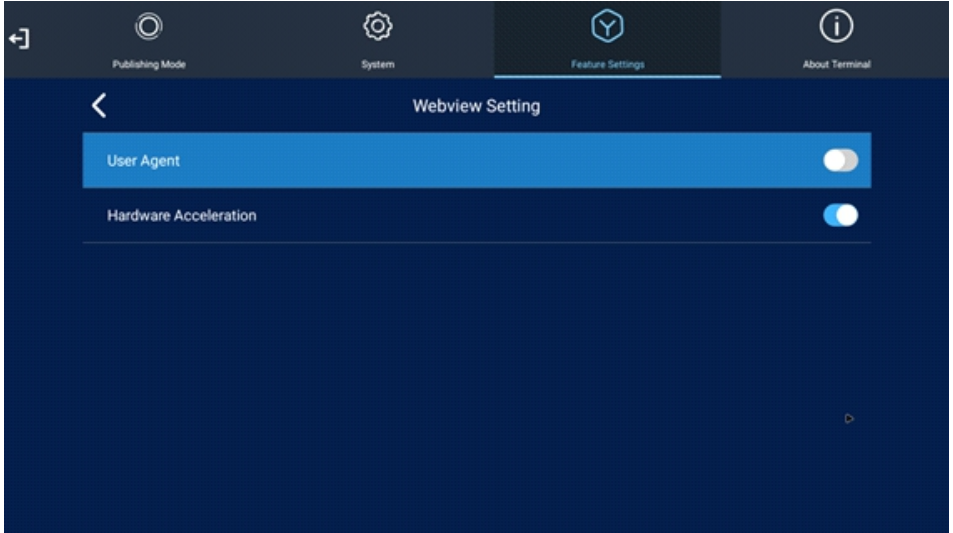 Publishing Mode
System
Feature Settings
About Terminal
Webview Setting
User Agent
Hardware Acceleration